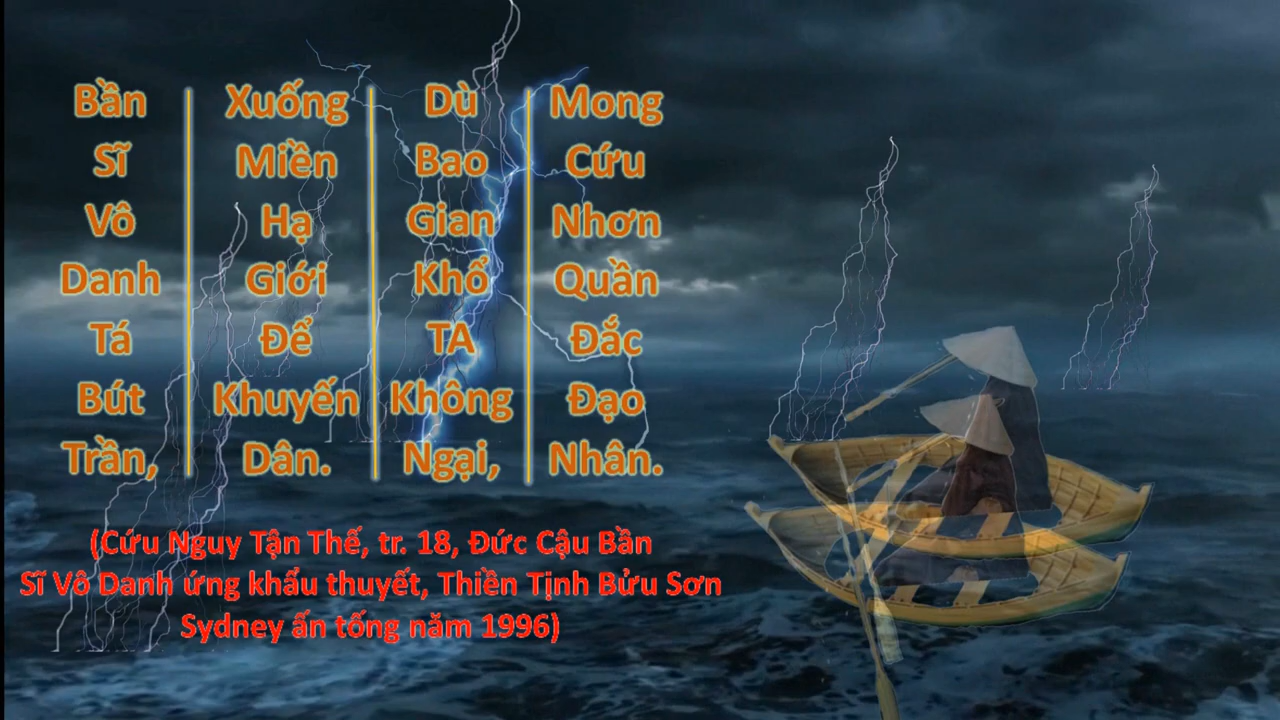 Bần Sĩ Vô Danh Tá Bút Trần,
Xuống Miền Hạ Giới Để Khuyến Dân.
Dù Bao Gian Khổ TA Không Ngại,
Mong Cứu Nhơn Quần Đắc Đạo Nhân.
(Cứu Nguy Tận Thế, tr. 18, Đức Cậu Bần
Sĩ Vô Danh ứng khẩu thuyết, Thiền Tịnh Bửu Sơn
Sydney ấn tống năm 1996)